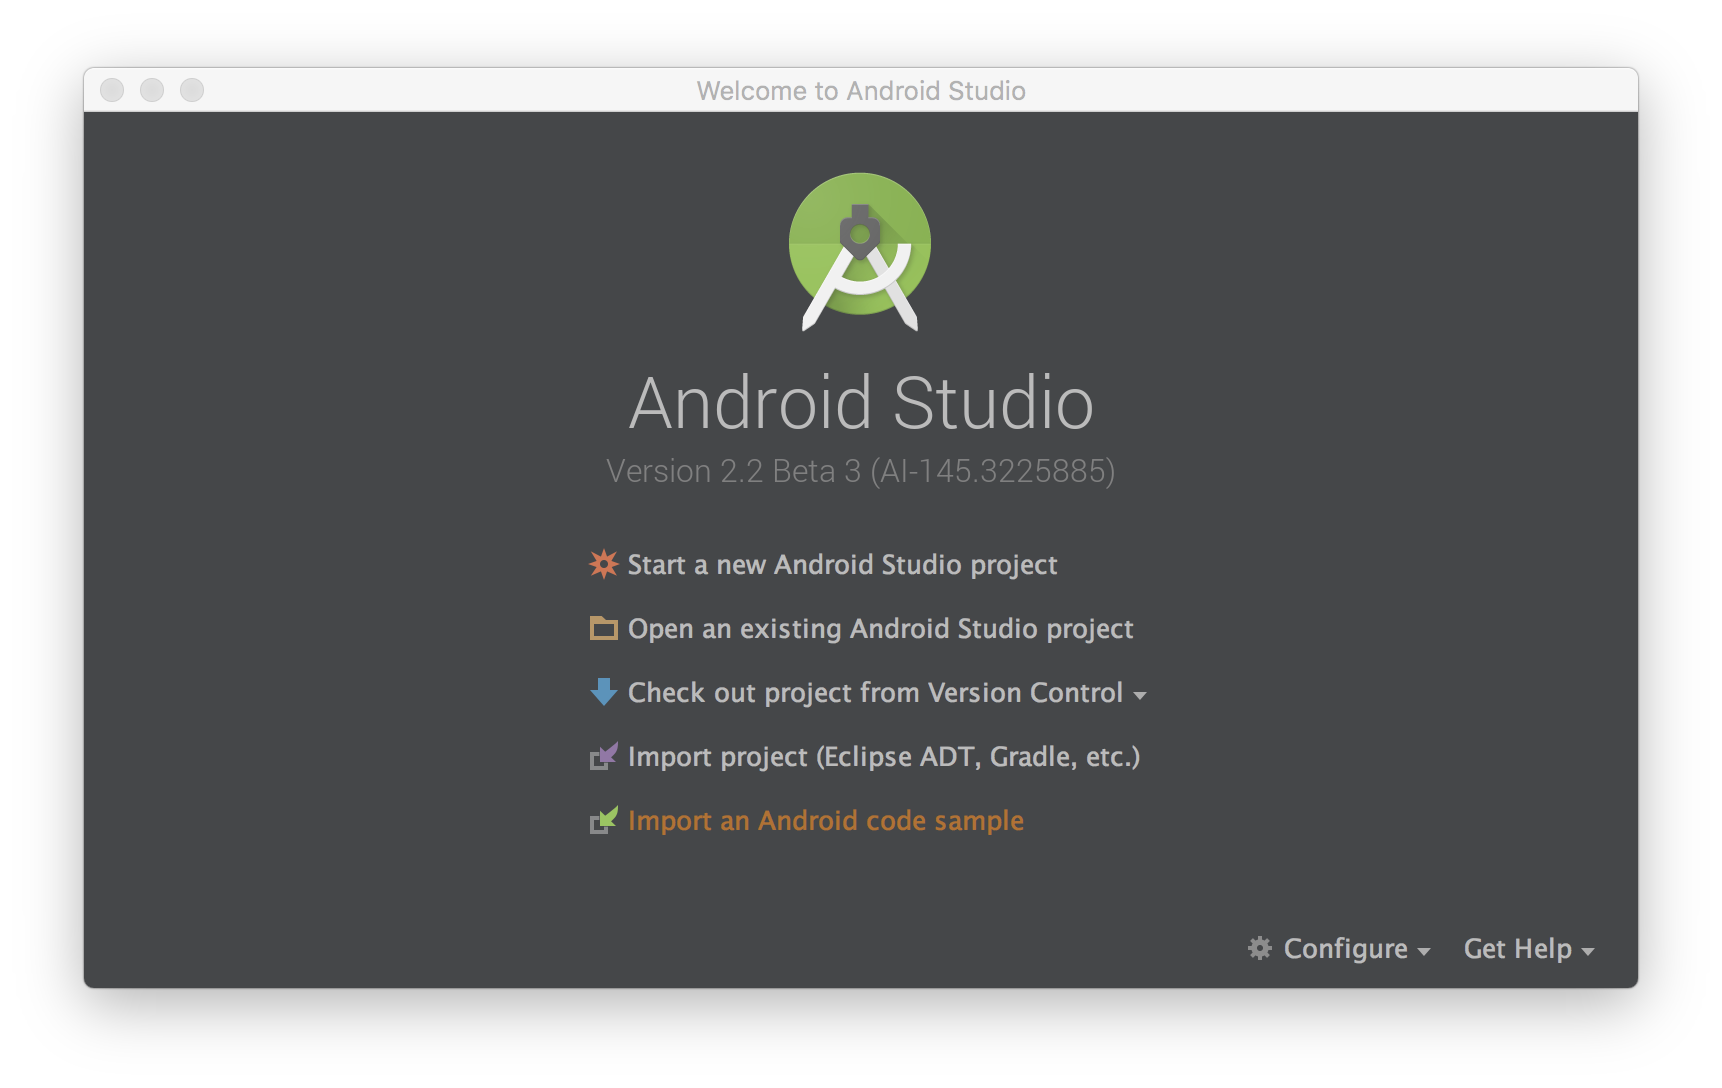 Welcome to Android Studio
Android Studio
Version 2.2 Beta 3 (AI-145.3225885)
Start a new Android Studio project
Open an existing Android Studio project
Check out project from Version Control
Import project (Eclipse ADT, Gradle, etc.)
Import an Android code sample
Configure
Get Help